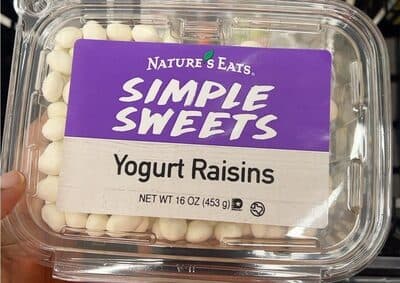 NATURE'S EATS
SIMPLE
SWEETS
Yogurt Raisins
NET WT 16 OZ (453 g)